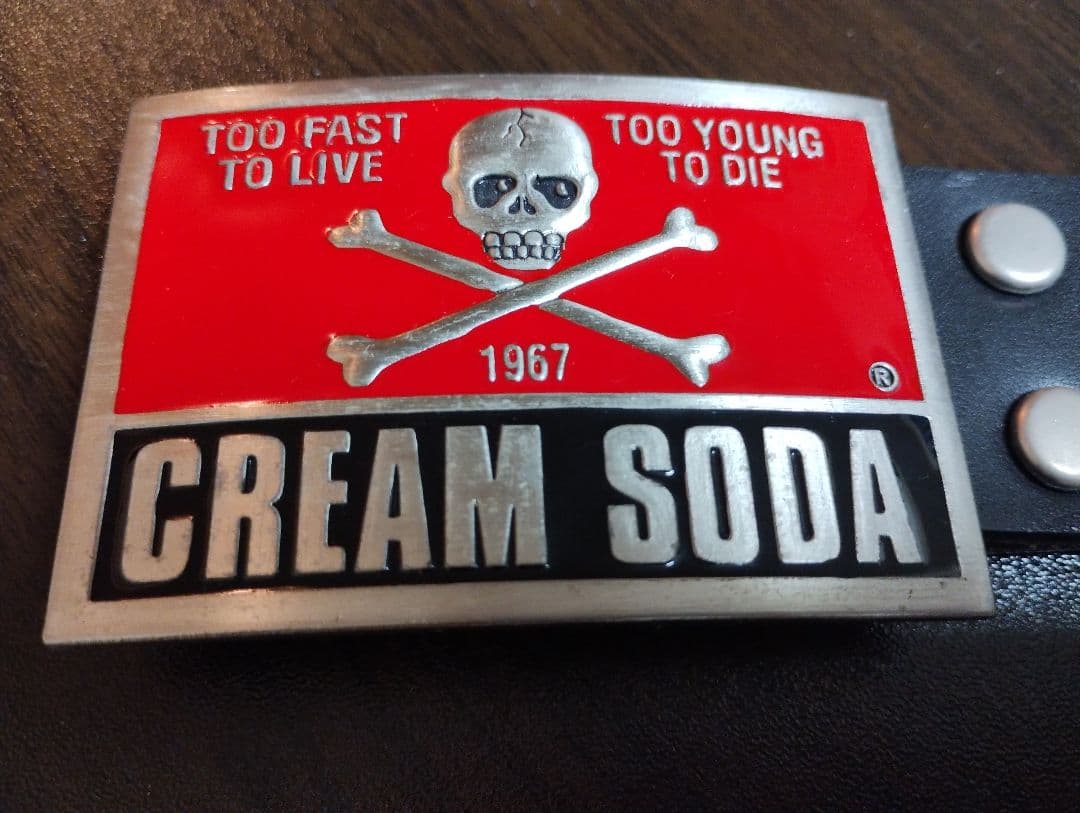 TOO FAST
TO LIVE
TOO YOUNG
TO DIE
1967
®
CREAM SODA